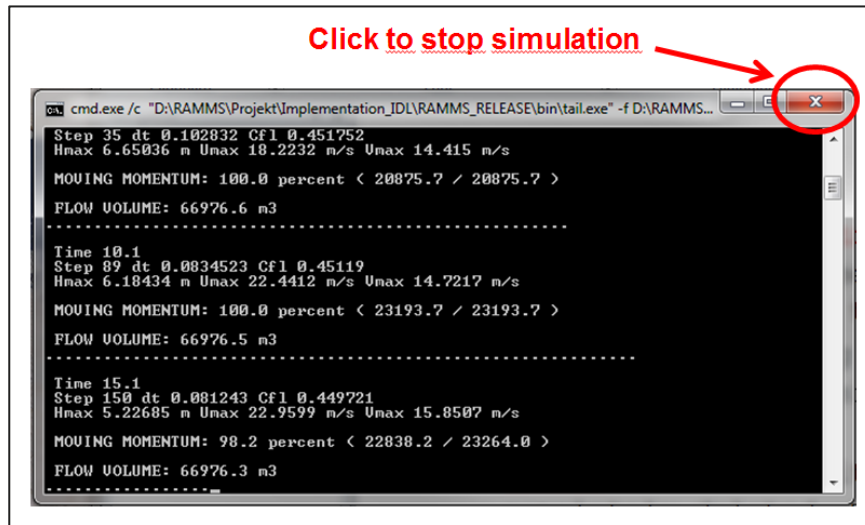 Click to stop simulation
cmd.exe /c "D:\RAMMS\Projekt\Implementation_IDL\RAMMS_RELEASE\bin\tail.exe" -f D:\RAMMS...
Step 35 dt 0.102832 Cfl 0.451752
Hmax 6.65036 m Umax 18.2232 m/s Vmax 14.415 m/s
MOVING MOMENTUM: 100.0 percent ( 20875.7 / 20875.7 )
FLOW VOLUME: 66976.6 m3
Time 10.1
Step 89 dt 0.0834523 Cfl 0.45119
Hmax 6.18434 m Umax 22.4412 m/s Vmax 14.7217 m/s
MOVING MOMENTUM: 100.0 percent ( 23193.7 / 23193.7 )
FLOW VOLUME: 66976.5 m3
Time 15.1
Step 150 dt 0.081243 Cfl 0.449721
Hmax 5.22685 m Umax 22.9599 m/s Vmax 15.8507 m/s
MOVING MOMENTUM: 98.2 percent ( 22838.2 / 23264.0 )
FLOW VOLUME: 66976.3 m3